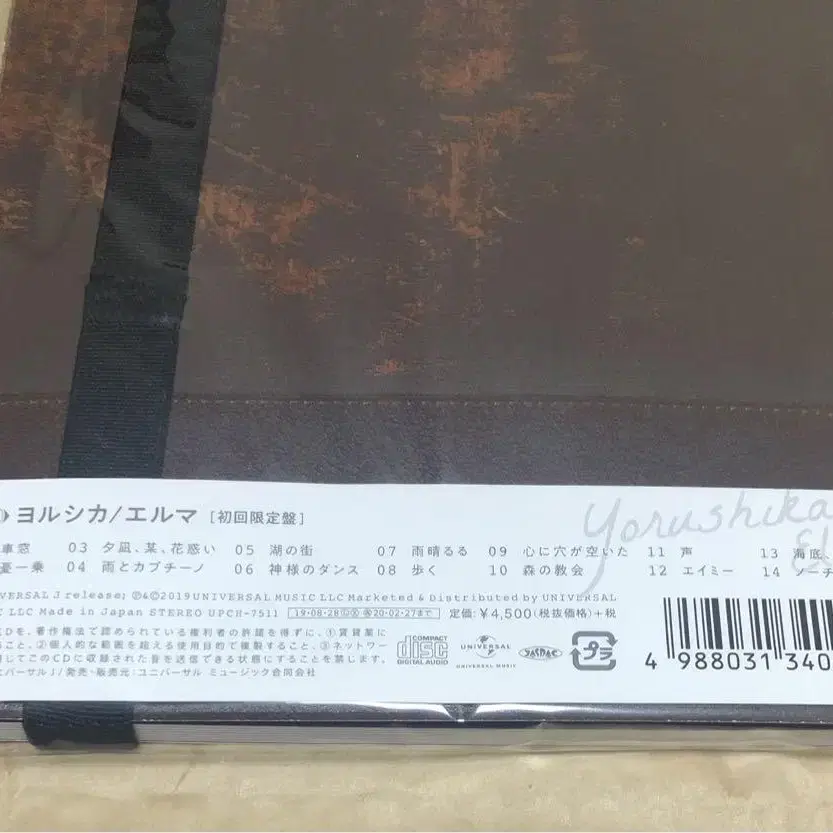 ヨルシカ/エルマ [初回限定盤]
Yorushika
車窓 03 夕凪、某、花惑い 05 湖の街 07 雨晴るる 09 心に穴が空いた 11 声 13 海底、
憂一乗 04 雨とカプチーノ 06 神様のダンス 08 歩く 10 森の教会 12 エイミー 14 ノーチ
VERSAL J release; ℗&©2019 UNIVERSAL MUSIC LLC Marketed & Distributed by UNIVERSAL
C LLC Made in Japan STEREO UPCH-7511 19·08·28 20·02·27まで 定価:¥4,500(税抜価格)+税
CDを、著作権法で認められている権利者の許諾を得ずに、①賃貸業に
ること、②個人的な範囲を超える使用目的で複製すること、③ネットワー
通じてこのCDに収録された音を送信できる状態にすることを禁じます。
ニバーサルJ/発売・販売元:ユニバーサル ミュージック合同会社
COMPACT disc DIGITAL AUDIO
UNIVERSAL
UNIVERSAL MUSIC
JASRAC
プラ
4 988031 340